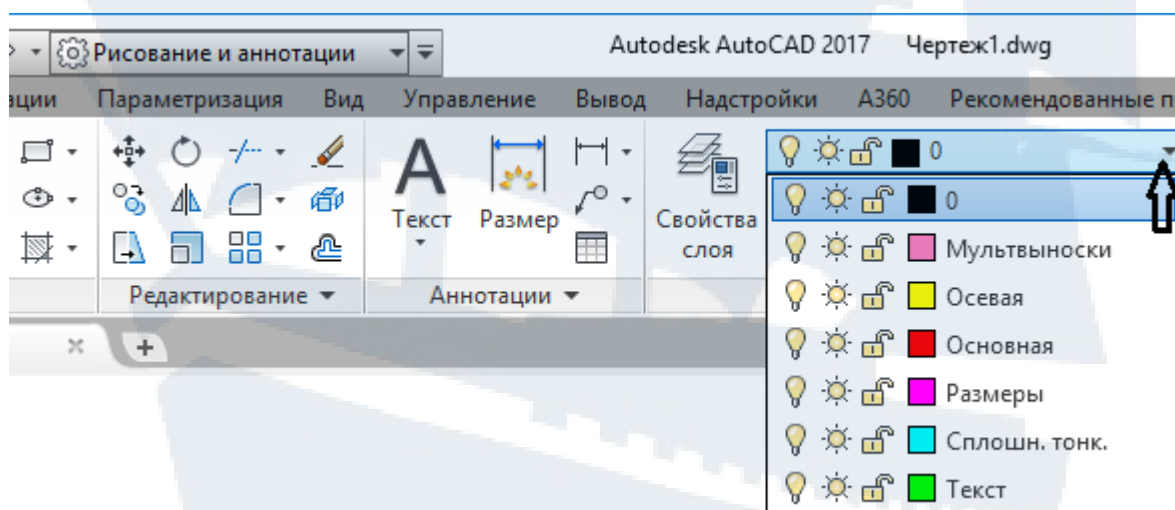 Рисование и аннотации
Autodesk AutoCAD 2017 Чертеж1.dwg
ации Параметризация Вид Управление Вывод Надстройки A360 Рекомендованные п
A
0
0
Текст Размер
Свойства слоя
Мультвыноски
Осевая
Редактирование Аннотации
Основная
Размеры
Сплошн. тонк.
Текст